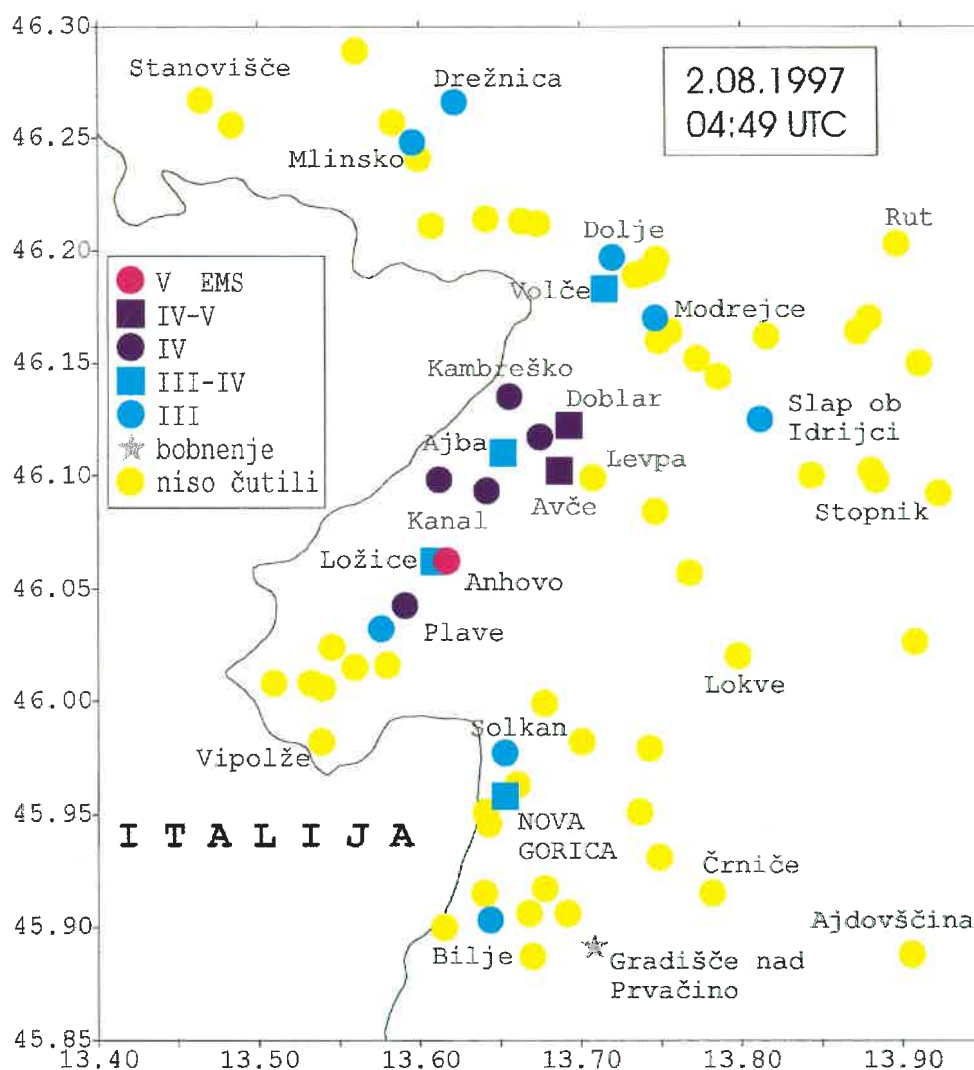 46.30
Stanovišče
Drežnica
2.08.1997
04:49 UTC
46.25
Mlinsko
46.20
Dolje
Rut
V EMS
IV-V
IV
III-IV
III
bobnenje
niso čutili
Volče
Modrejce
46.15
Kambreško
Doblar
Slap ob
Idrijci
Ajba
Levpa
46.10
Kanal
Avče
Stopnik
Ložice
Anhovo
46.05
Plave
Lokve
46.00
Solkan
Vipolže
45.95
ITALIJA
NOVA
GORICA
Črniče
45.90
Bilje
Gradišče nad
Prvačino
Ajdovščina
45.85
13.40 13.50 13.60 13.70 13.80 13.90